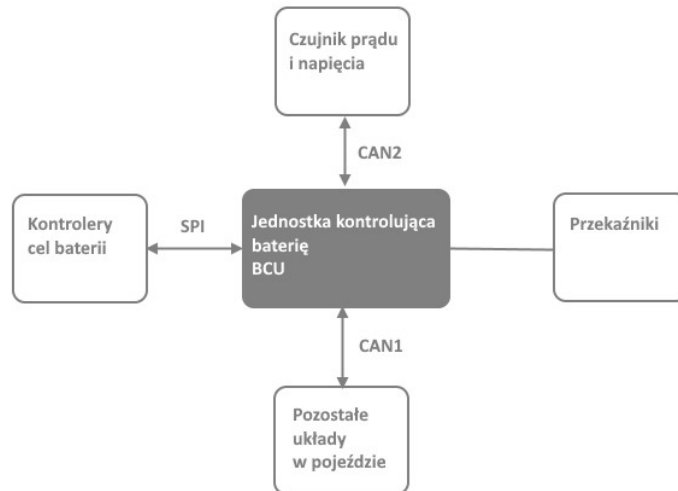 Czujnik prądu
i napięcia
CAN2
Kontrolery
cel baterii
SPI
Jednostka kontrolująca
baterię
BCU
Przekaźniki
CAN1
Pozostałe
układy
w pojeździe